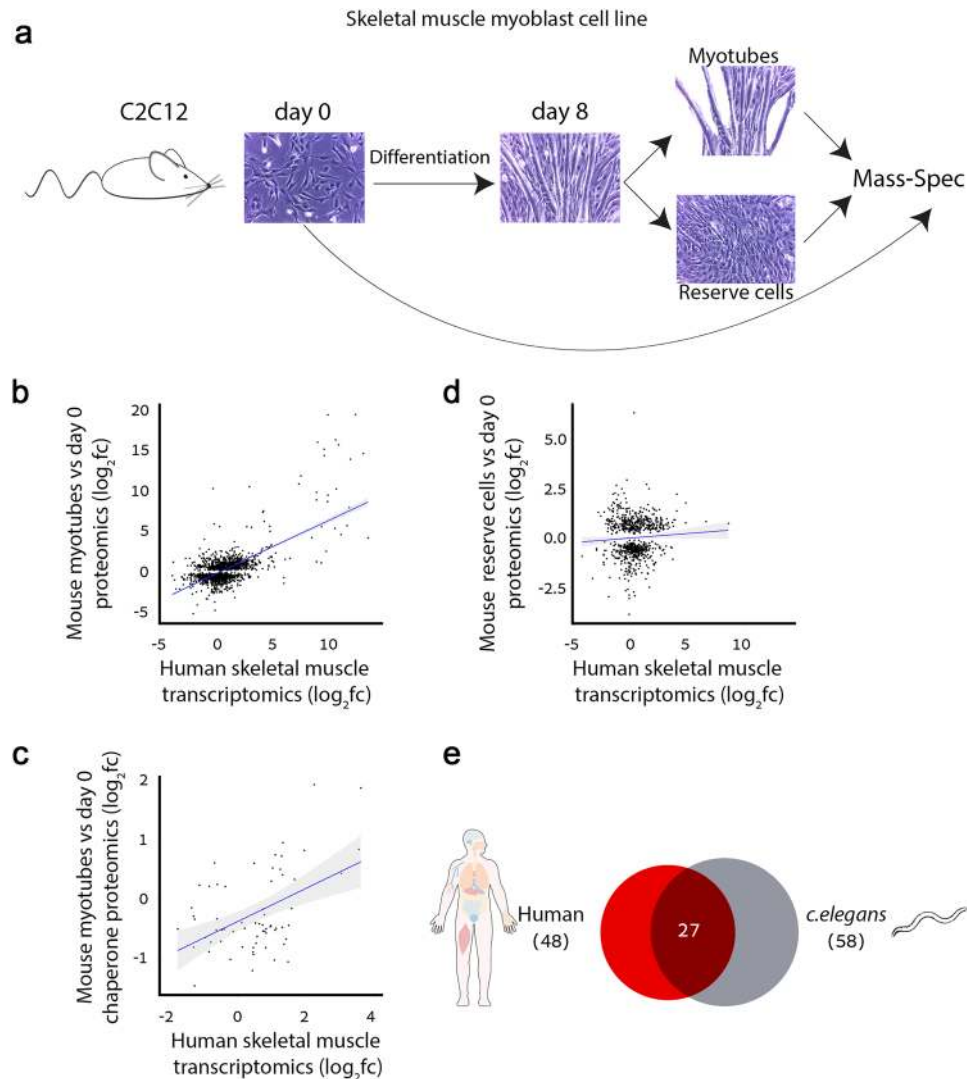 Skeletal muscle myoblast cell line
a
C2C12
day 0
Differentiation
day 8
Myotubes
Reserve cells
Mass-Spec
b
Mouse myotubes vs day 0
proteomics (log2fc)
20
15
10
5
0
-5
-5
0
5
10
Human skeletal muscle
transcriptomics (log2fc)
d
Mouse reserve cells vs day 0
proteomics (log2fc)
5.0
2.5
0.0
-2.5
-5
0
5
10
Human skeletal muscle
transcriptomics (log2fc)
c
Mouse myotubes vs day 0
chaperone proteomics (log2fc)
2
1
0
-1
-2
0
2
4
Human skeletal muscle
transcriptomics (log2fc)
e
Human
(48)
27
c.elegans
(58)